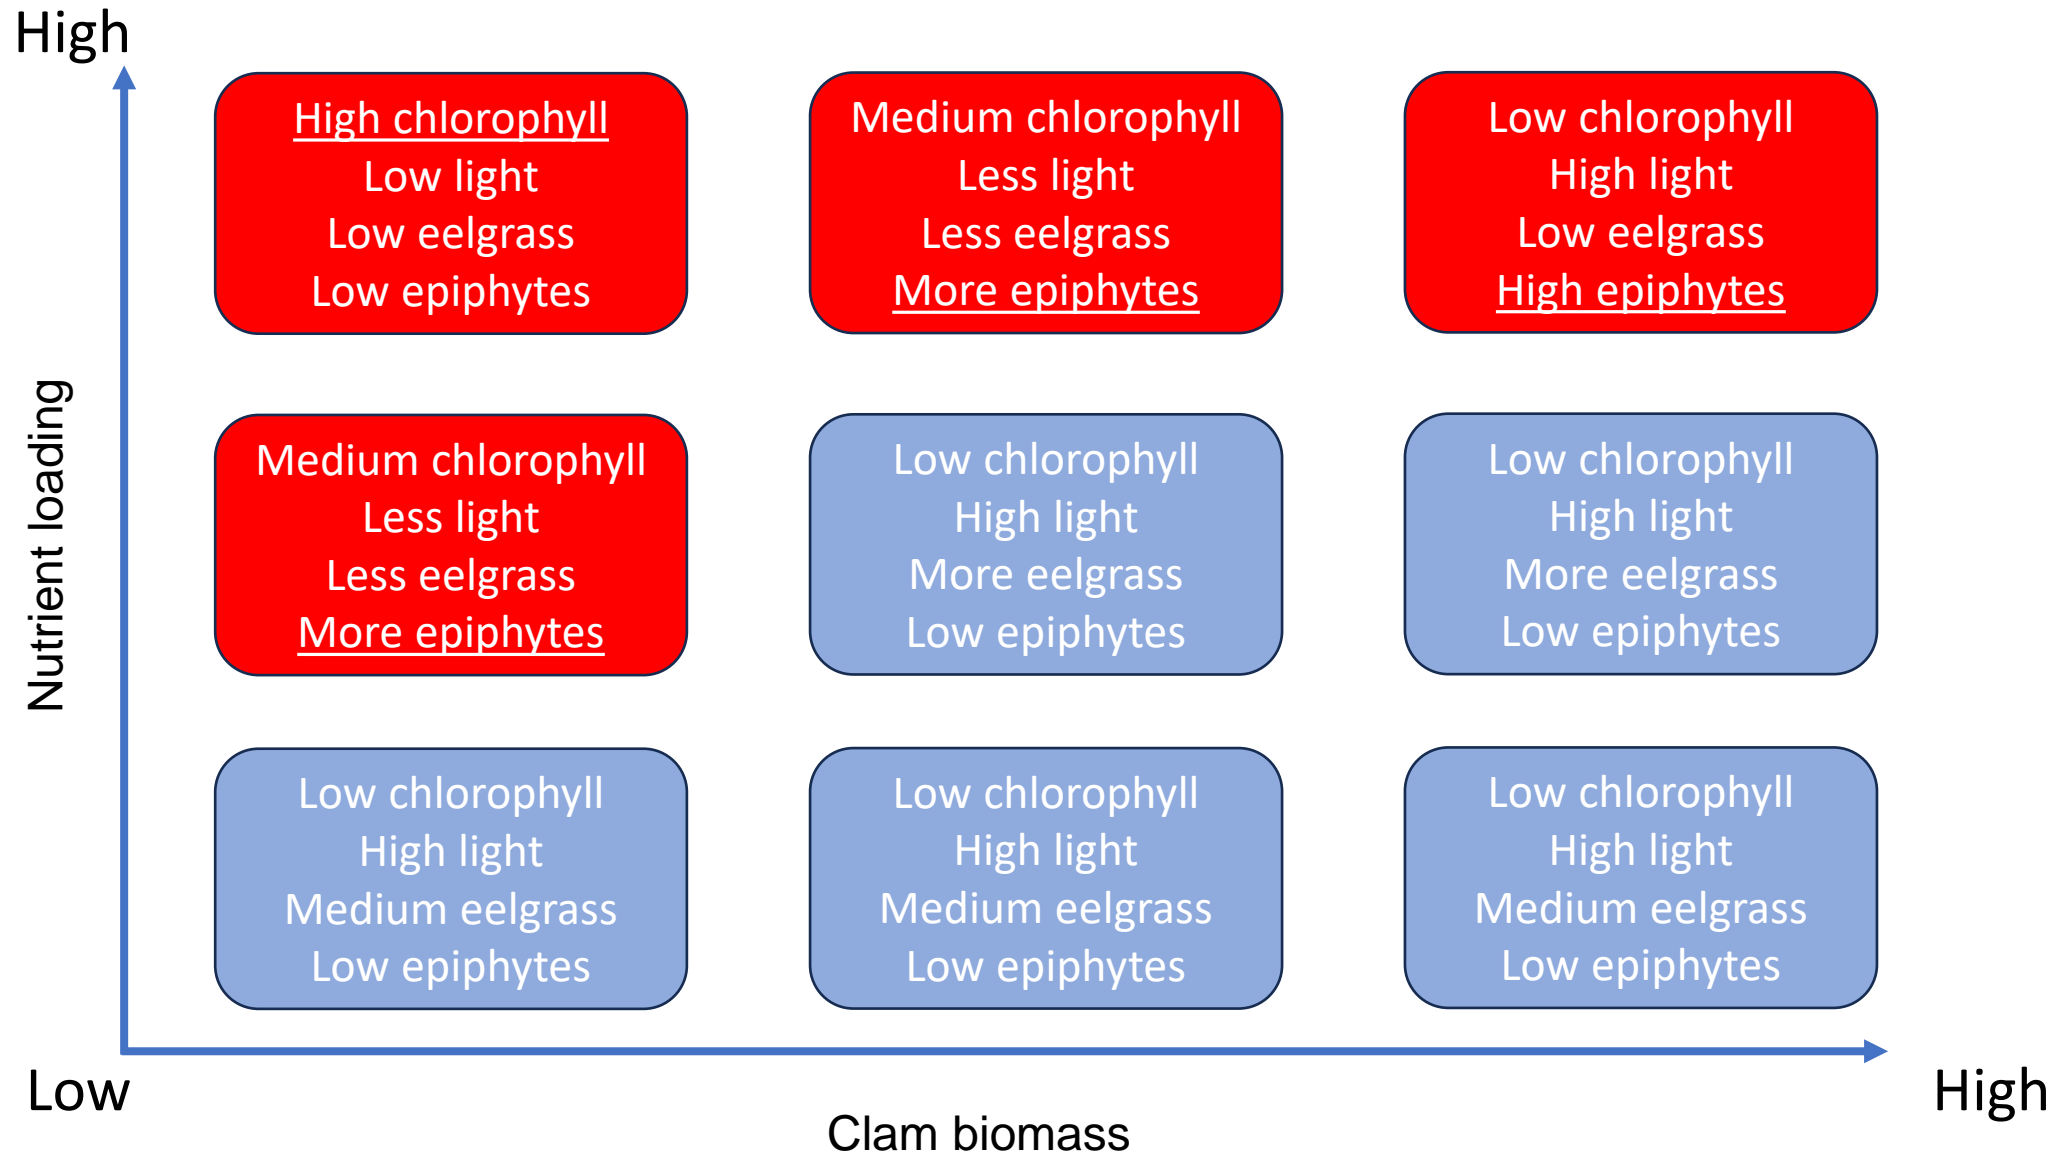 High
High chlorophyll
Low light
Low eelgrass
Low epiphytes
Medium chlorophyll
Less light
Less eelgrass
More epiphytes
Low chlorophyll
High light
Low eelgrass
High epiphytes
Nutrient loading
Medium chlorophyll
Less light
Less eelgrass
More epiphytes
Low chlorophyll
High light
More eelgrass
Low epiphytes
Low chlorophyll
High light
More eelgrass
Low epiphytes
Low chlorophyll
High light
Medium eelgrass
Low epiphytes
Low chlorophyll
High light
Medium eelgrass
Low epiphytes
Low chlorophyll
High light
Medium eelgrass
Low epiphytes
Low
High
Clam biomass